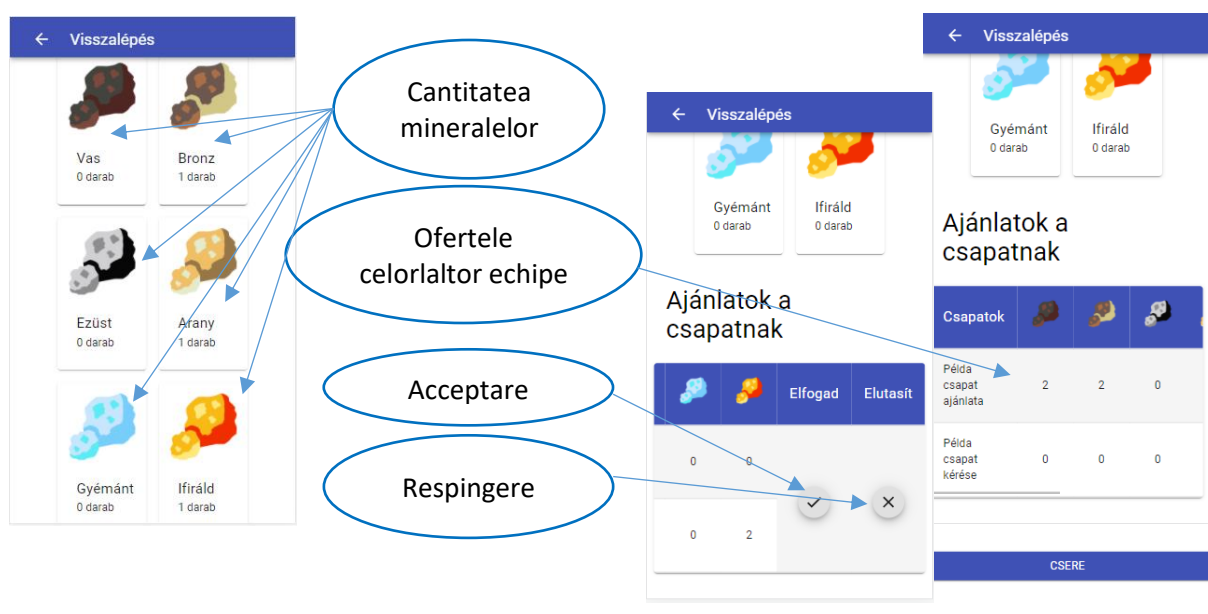 Visszalépés
Vas
0 darab
Bronz
1 darab
Ezüst
0 darab
Arany
1 darab
Gyémánt
0 darab
Ifiráld
1 darab
Cantitatea
mineralelor
Ofertele
celorlaltor echipe
Acceptare
Respingere
Visszalépés
Gyémánt
0 darab
Ifiráld
0 darab
Ajánlatok a
csapatnak
Elfogad Elutasít
0 0
0 2
Visszalépés
Gyémánt
0 darab
Ifiráld
0 darab
Ajánlatok a
csapatnak
Csapatok
Példa
csapat
ajánlata
2 2 0
Példa
csapat
kérése
0 0 0
CSERE